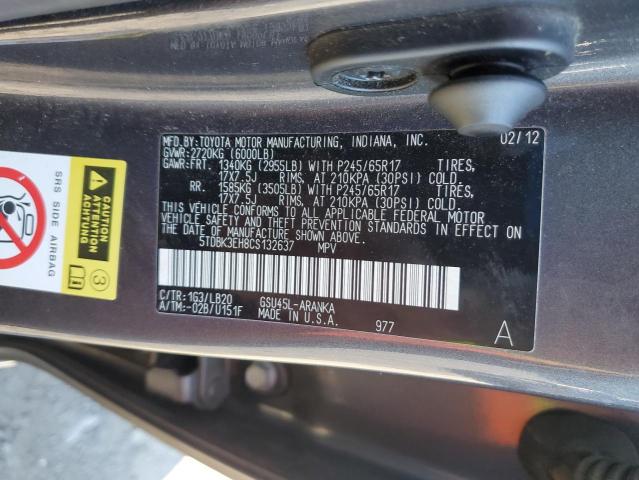 MFD.BY:TOYOTA MOTOR MANUFACTURING, INDIANA, INC. 02/12
GVWR:2720KG (6000LB)
GAWR:FRT. 1340KG (2955LB) WITH P245/65R17 TIRES,
17X7.5J RIMS, AT 210KPA (30PSI) COLD.
RR. 1585KG (3505LB) WITH P245/65R17 TIRES,
17X7.5J RIMS, AT 210KPA (30PSI) COLD.
THIS VEHICLE CONFORMS TO ALL APPLICABLE FEDERAL MOTOR
VEHICLE SAFETY AND THEFT PREVENTION STANDARDS IN EFFECT ON
THE DATE OF MANUFACTURE SHOWN ABOVE.
5TDBK3EH8CS132637 MPV
C/TR:1G3/LB20 GSU45L-ARANKA
A/TM:-02B/U151F MADE IN U.S.A. 977 A
SRS SIDE AIRBAG
CAUTION
ATTENTION
ACHTUNG
3